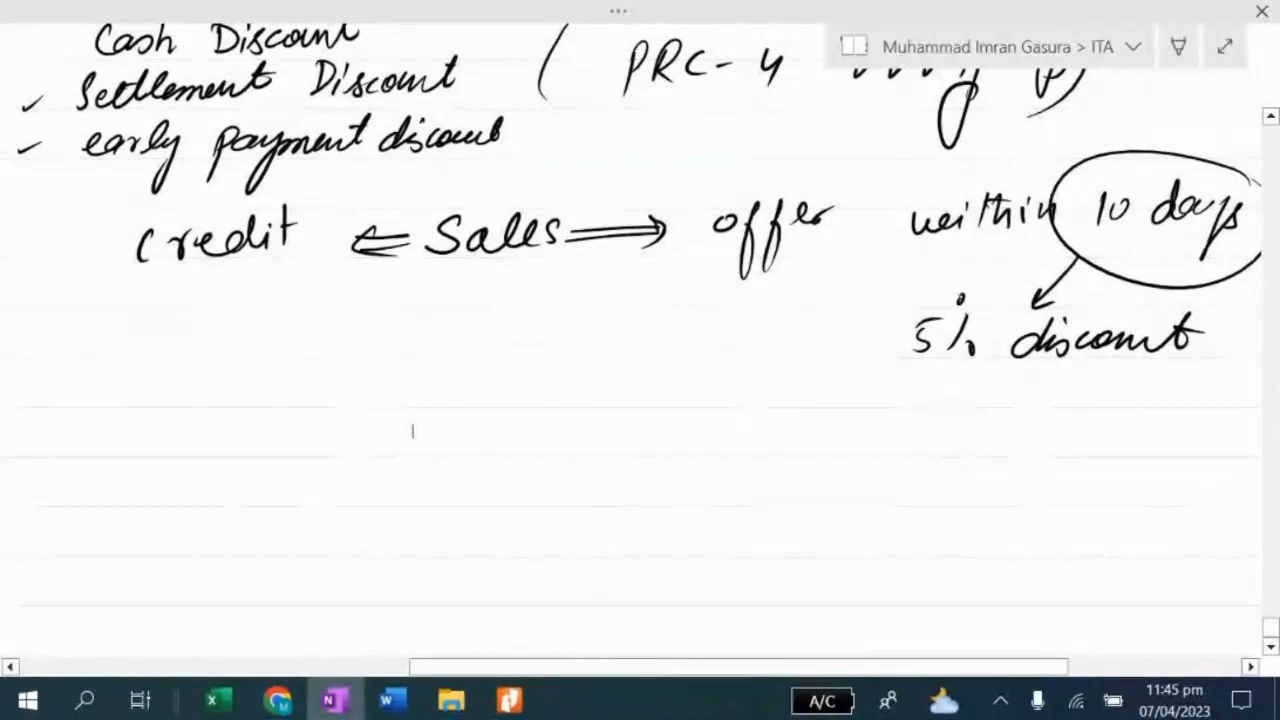 Cash Discount
Muhammad Imran Gasura > ITA
✓ Settlement Discount ( PRC-4 )
✓ early payment discount
Credit ⇐ Sales ⇒ offer within 10 days
5% discount
A/C
11:45 pm
07/04/2023